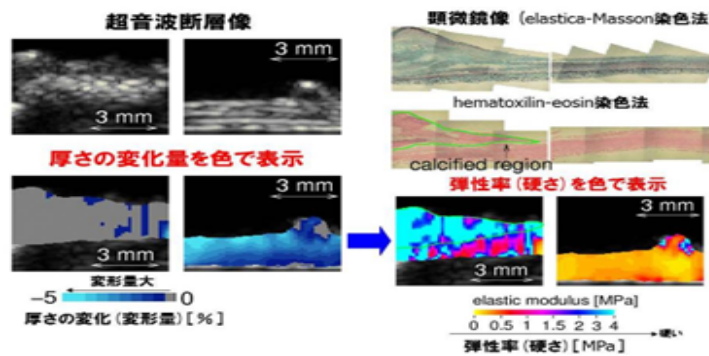 超音波断層像
3 mm
3 mm
厚さの変化量を色で表示
3 mm
3 mm
変形量大
-5 0
厚さの変化(変形量)[%]
顕微鏡像 (elastica-Masson染色法
hematoxilin-eosin染色法
calcified region
弾性率(硬さ)を色で表示
3 mm
3 mm
elastic modulus [MPa]
0 0.5 1 1.5 2 3 4
硬い
弾性率(硬さ)[MPa]